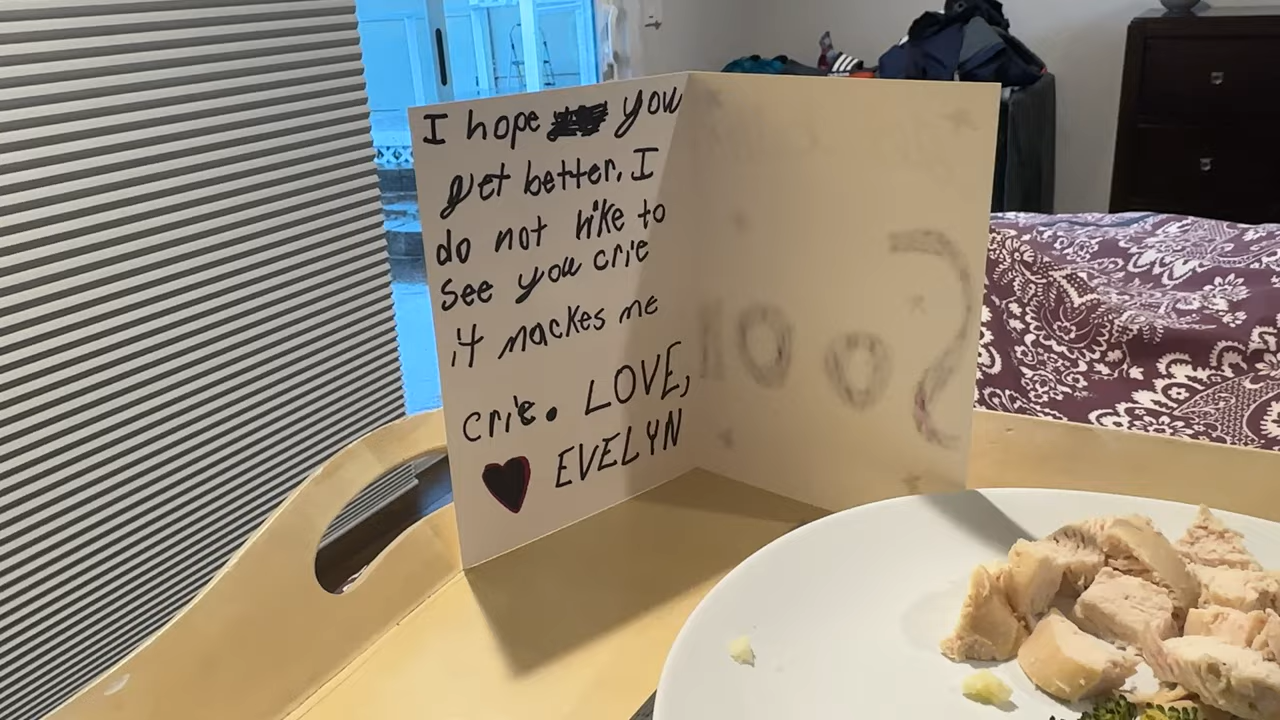 I hope you
get better. I
do not like to
See you crie
it mackes me
crie. LOVE,
EVELYN